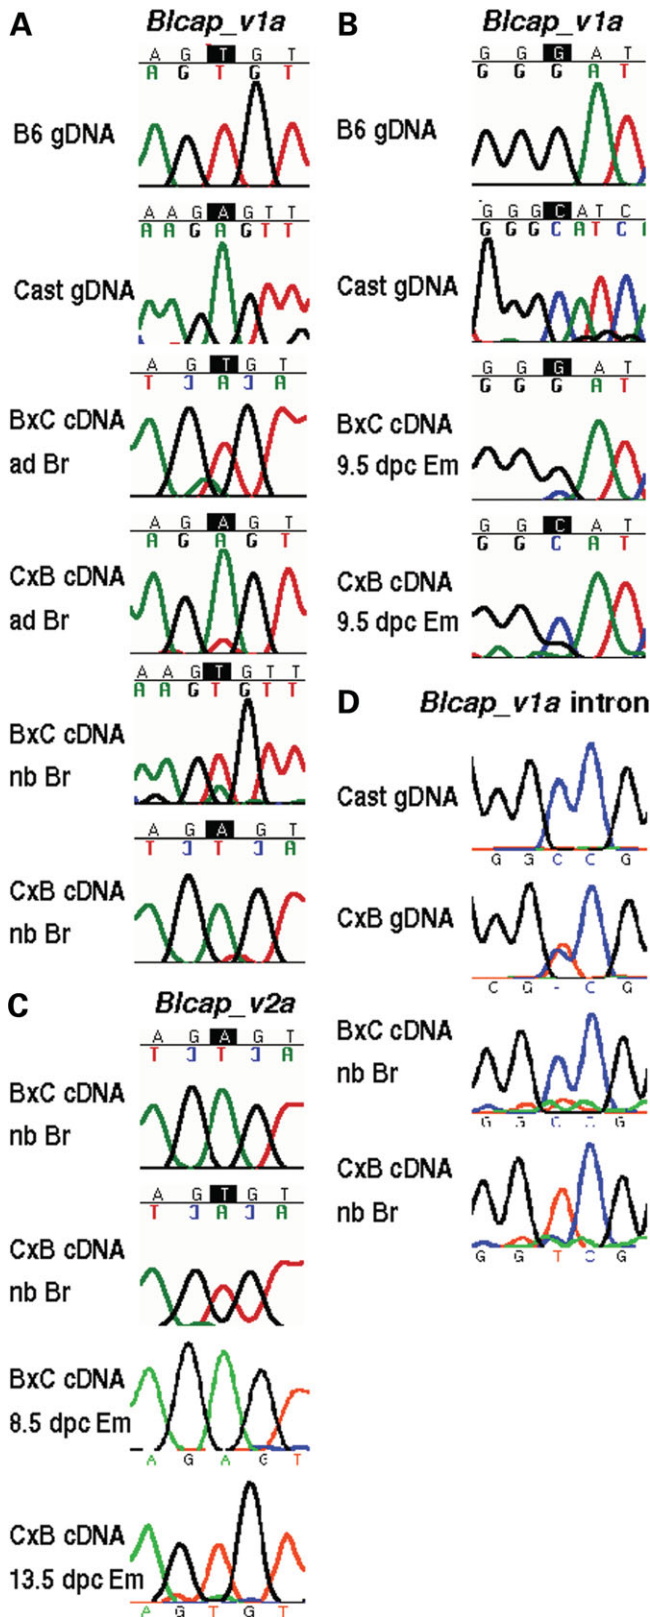 A
Blcap_v1a
A G T G T
A G T G T
B6 gDNA
A A G A G T T
A A G A G T T
Cast gDNA
A G T G T
T C A C A
BxC cDNA
ad Br
A G A G T
A G A G T
CxB cDNA
ad Br
A A G T G T T
A A G T G T T
BxC cDNA
nb Br
A G A G T
T C T C A
CxB cDNA
nb Br
C
Blcap_v2a
A G A G T
T C T C A
BxC cDNA
nb Br
A G T G T
T C A C A
CxB cDNA
nb Br
BxC cDNA
8.5 dpc Em
A G A G T
CxB cDNA
13.5 dpc Em
A G T G T
B
Blcap_v1a
G G G A T
G G G A T
B6 gDNA
G G G C A T C
G G G C A T C
Cast gDNA
G G G A T
G G G A T
BxC cDNA
9.5 dpc Em
G G C A T
G G C A T
CxB cDNA
9.5 dpc Em
D
Blcap_v1a intron
Cast gDNA
G G C C G
CxB gDNA
C G - C G
BxC cDNA
nb Br
G G C C G
CxB cDNA
nb Br
G G T C G